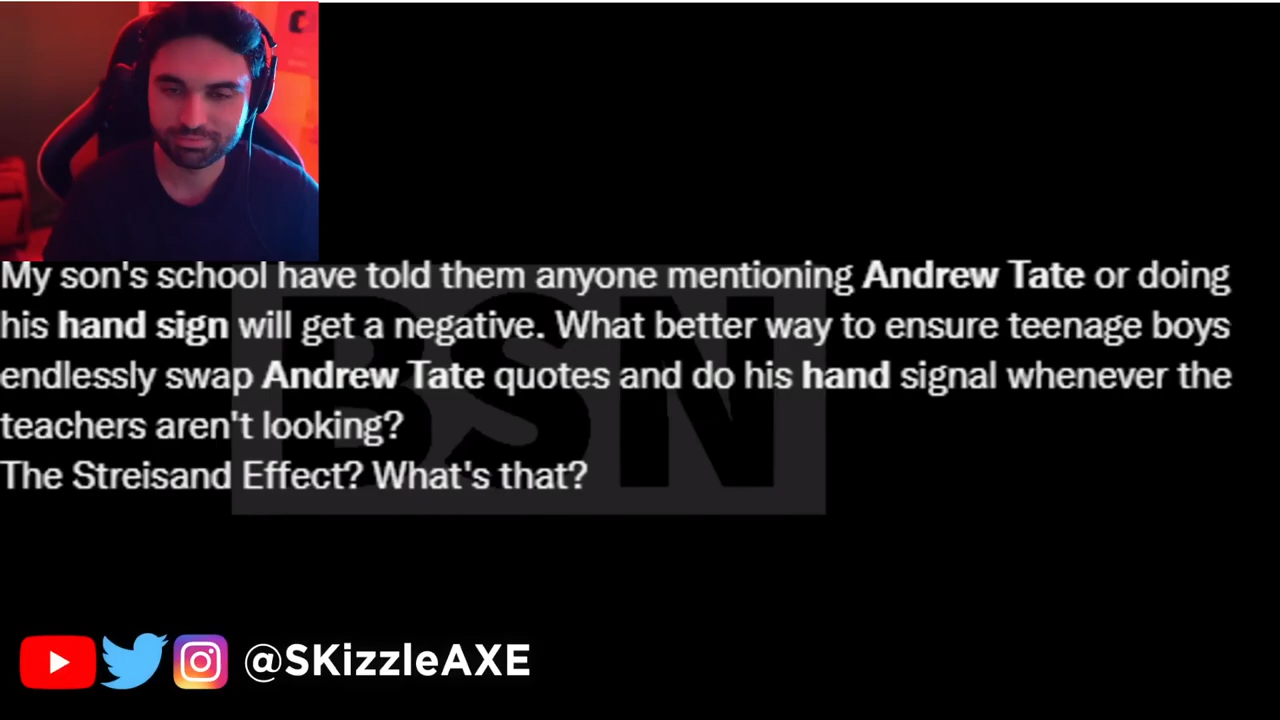 My son's school have told them anyone mentioning Andrew Tate or doing
his hand sign will get a negative. What better way to ensure teenage boys
endlessly swap Andrew Tate quotes and do his hand signal whenever the
teachers aren't looking?
The Streisand Effect? What's that?
BSN
@SKizzleAXE